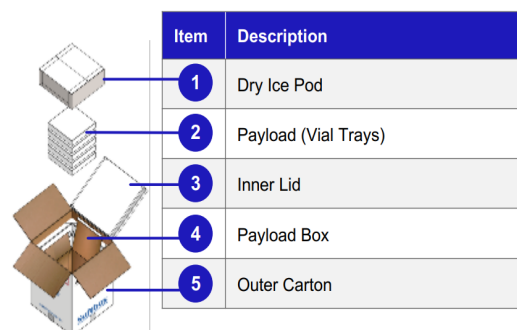 Item Description
1 Dry Ice Pod
2 Payload (Vial Trays)
3 Inner Lid
4 Payload Box
5 Outer Carton